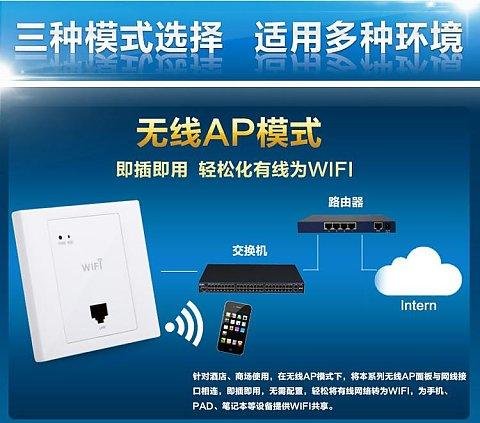 三种模式选择 适用多种环境
无线AP模式
即插即用 轻松化有线为WIFI
路由器
交换机
WIFI
Intern
LAN
针对酒店、商场使用，在无线AP模式下，将本系列无线AP面板与网线接
口相连，即插即用，无需配置，轻松将有线网络转为WIFI，为手机、
PAD、笔记本等设备提供WIFI共享。